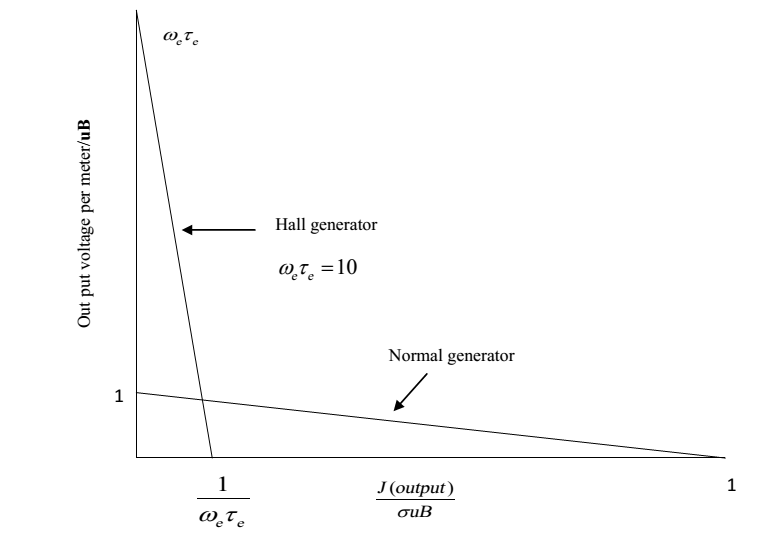 ωₑτₑ
Out put voltage per meter/uB
Hall generator
ωₑτₑ = 10
Normal generator
1
1
1/ωₑτₑ
J (output)/σuB